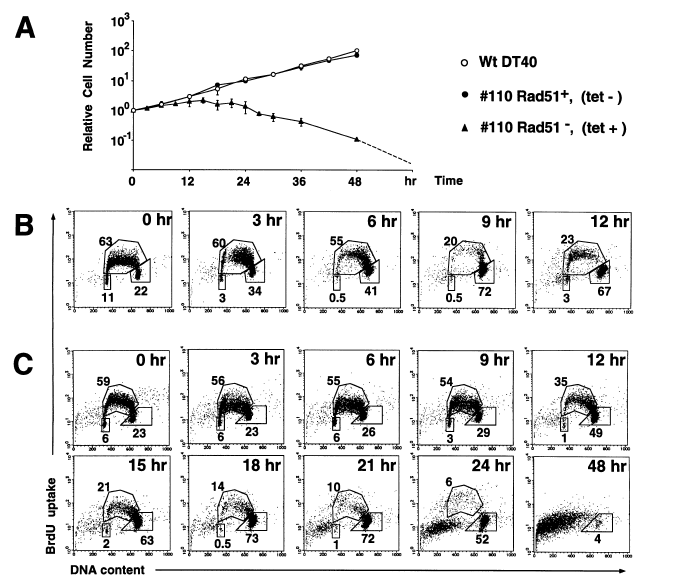 A
Relative Cell Number
10³
10²
10¹
10⁰
10⁻¹
0 12 24 36 48 hr Time
Wt DT40
#110 Rad51⁺, (tet - )
#110 Rad51 ⁻, (tet + )
B
0 hr 3 hr 6 hr 9 hr 12 hr
63 60 55 20 23
11 22 3 34 0.5 41 0.5 72 3 67
C
0 hr 3 hr 6 hr 9 hr 12 hr
59 56 55 54 35
6 23 6 23 6 26 3 29 1 49
15 hr 18 hr 21 hr 24 hr 48 hr
21 14 10 6
2 63 0.5 73 1 72 52 4
BrdU uptake
DNA content